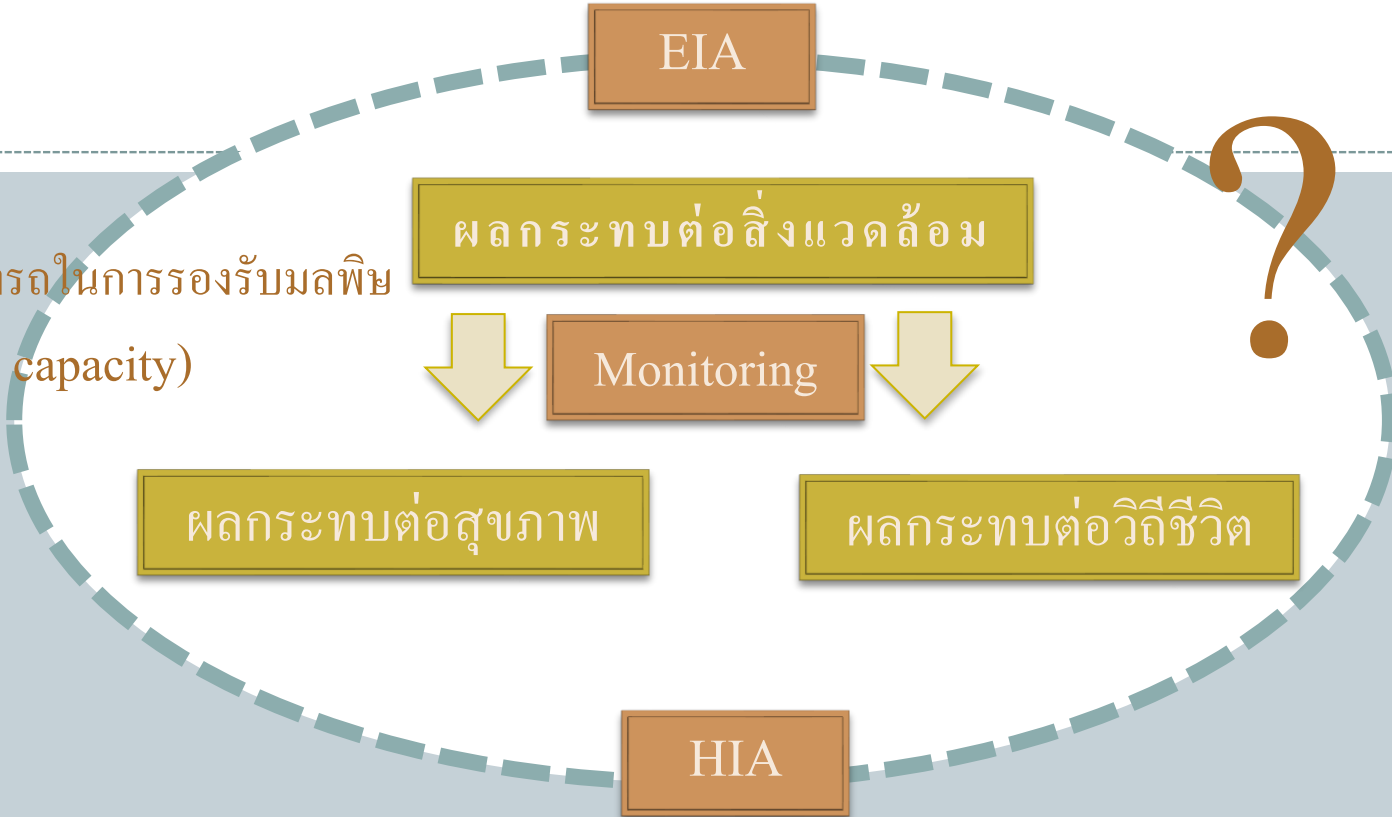 EIA
?
ผลกระทบต่อสิ่งแวดล้อม
ในการรองรับมลพิษ
capacity)
Monitoring
ผลกระทบต่อสุขภาพ
ผลกระทบต่อวิถีชีวิต
HIA